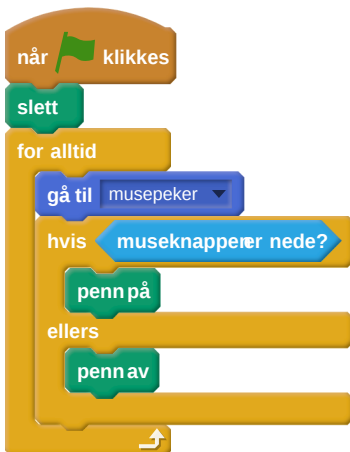 når klikkes
slett
for alltid
gå til musepeker
hvis museknappen er nede?
penn på
ellers
penn av